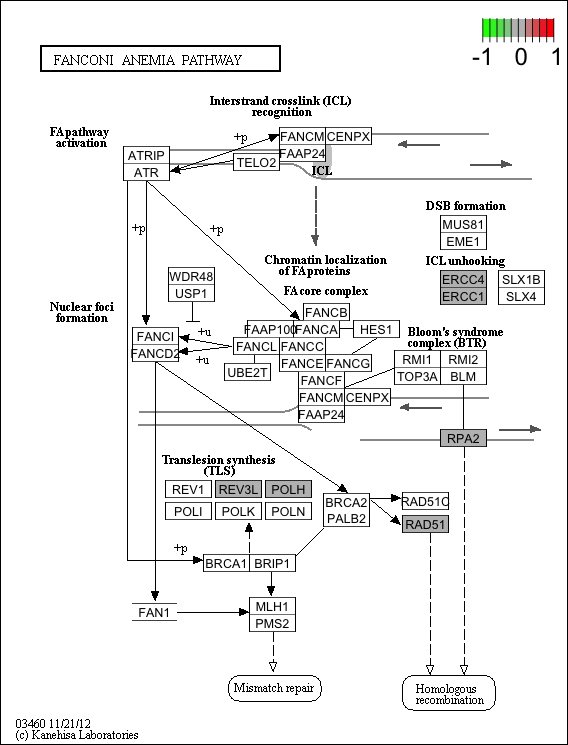 -1 0 1
FANCONI ANEMIA PATHWAY
Interstrand crosslink (ICL)
recognition
FA pathway
activation
+p
FANCM CENPX
ATRIP
FAAP24
TELO2
ATR
ICL
DSB formation
MUS81
EME1
+p
+p
Chromatin localization
of FA proteins
ICL unhooking
WDR48
USP1
ERCC4 SLX1B
ERCC1 SLX4
FA core complex
Nuclear foci
formation
FANCB
+u
FAAP100 FANCA HES1
FANCI
FANCL FANCC
Bloom's syndrome
complex (BTR)
FANCD2
+u
FANCE FANCG
RMI1 RMI2
UBE2T
TOP3A BLM
FANCF
FANCM CENPX
FAAP24
RPA2
Translesion synthesis
(TLS)
REV1 REV3L POLH
POLI POLK POLN
BRCA2
PALB2
RAD51C
RAD51
+p
BRCA1 BRIP1
FAN1
MLH1
PMS2
Mismatch repair
Homologous
recombination
03460 11/21/12
(c) Kanehisa Laboratories